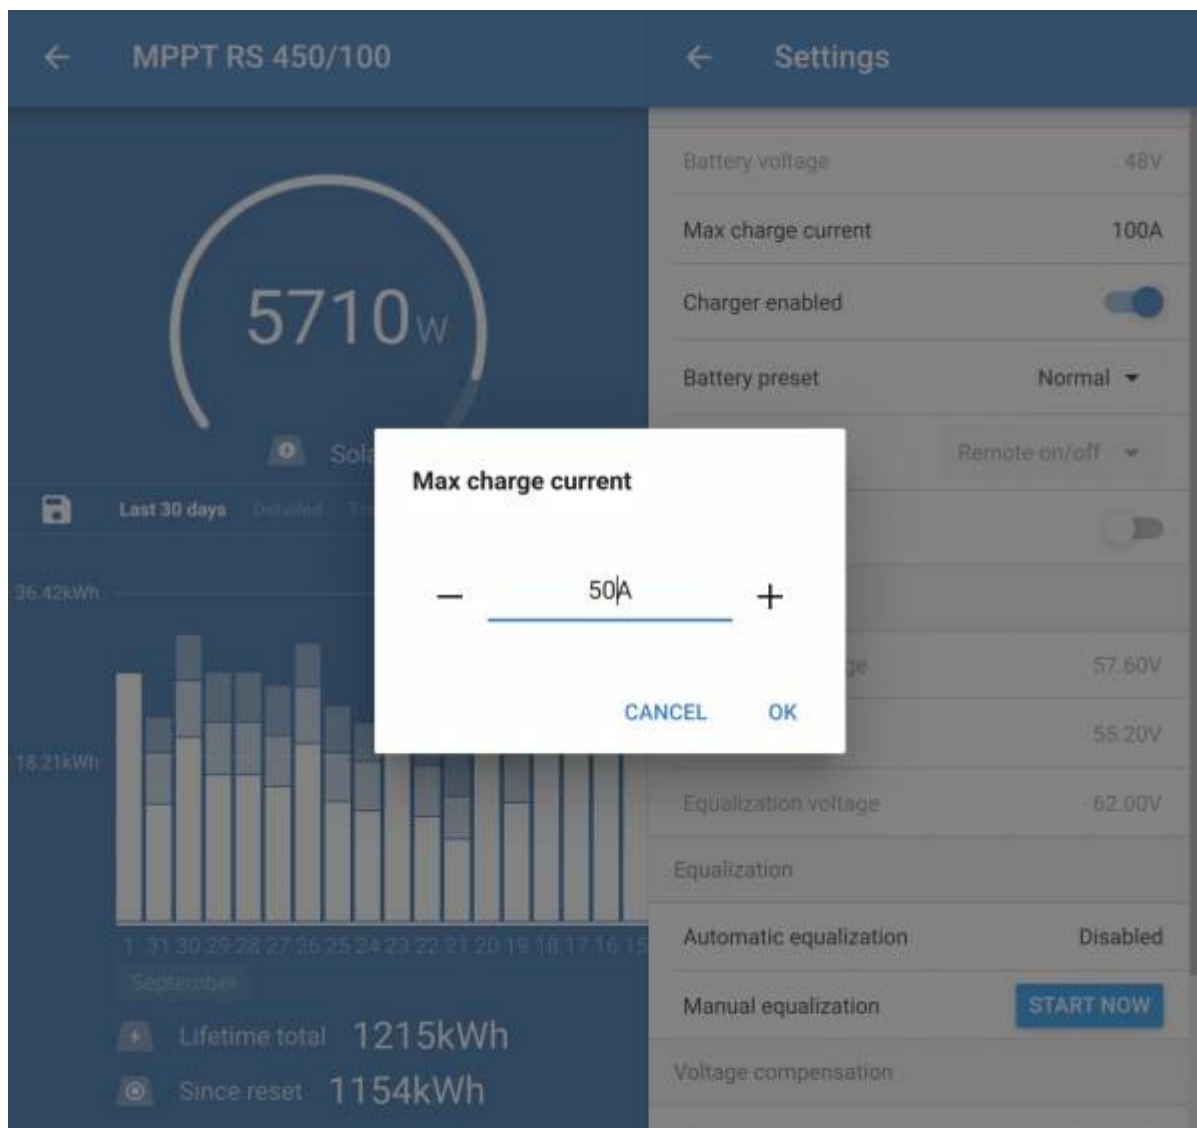 MPPT RS 450/100
5710W
Sola
Last 30 days Detailed
36.42kWh
18.21kWh
1 31 30 29 28 27 26 25 24 23 22 21 20 19 18 17 16 15
September
Lifetime total 1215kWh
Since reset 1154kWh
Settings
Battery voltage 48V
Max charge current 100A
Charger enabled
Battery preset Normal
Remote on/off
ge 57.60V
55.20V
Equalization voltage 62.00V
Equalization
Automatic equalization Disabled
Manual equalization START NOW
Voltage compensation
Max charge current
− 50A +
CANCEL OK